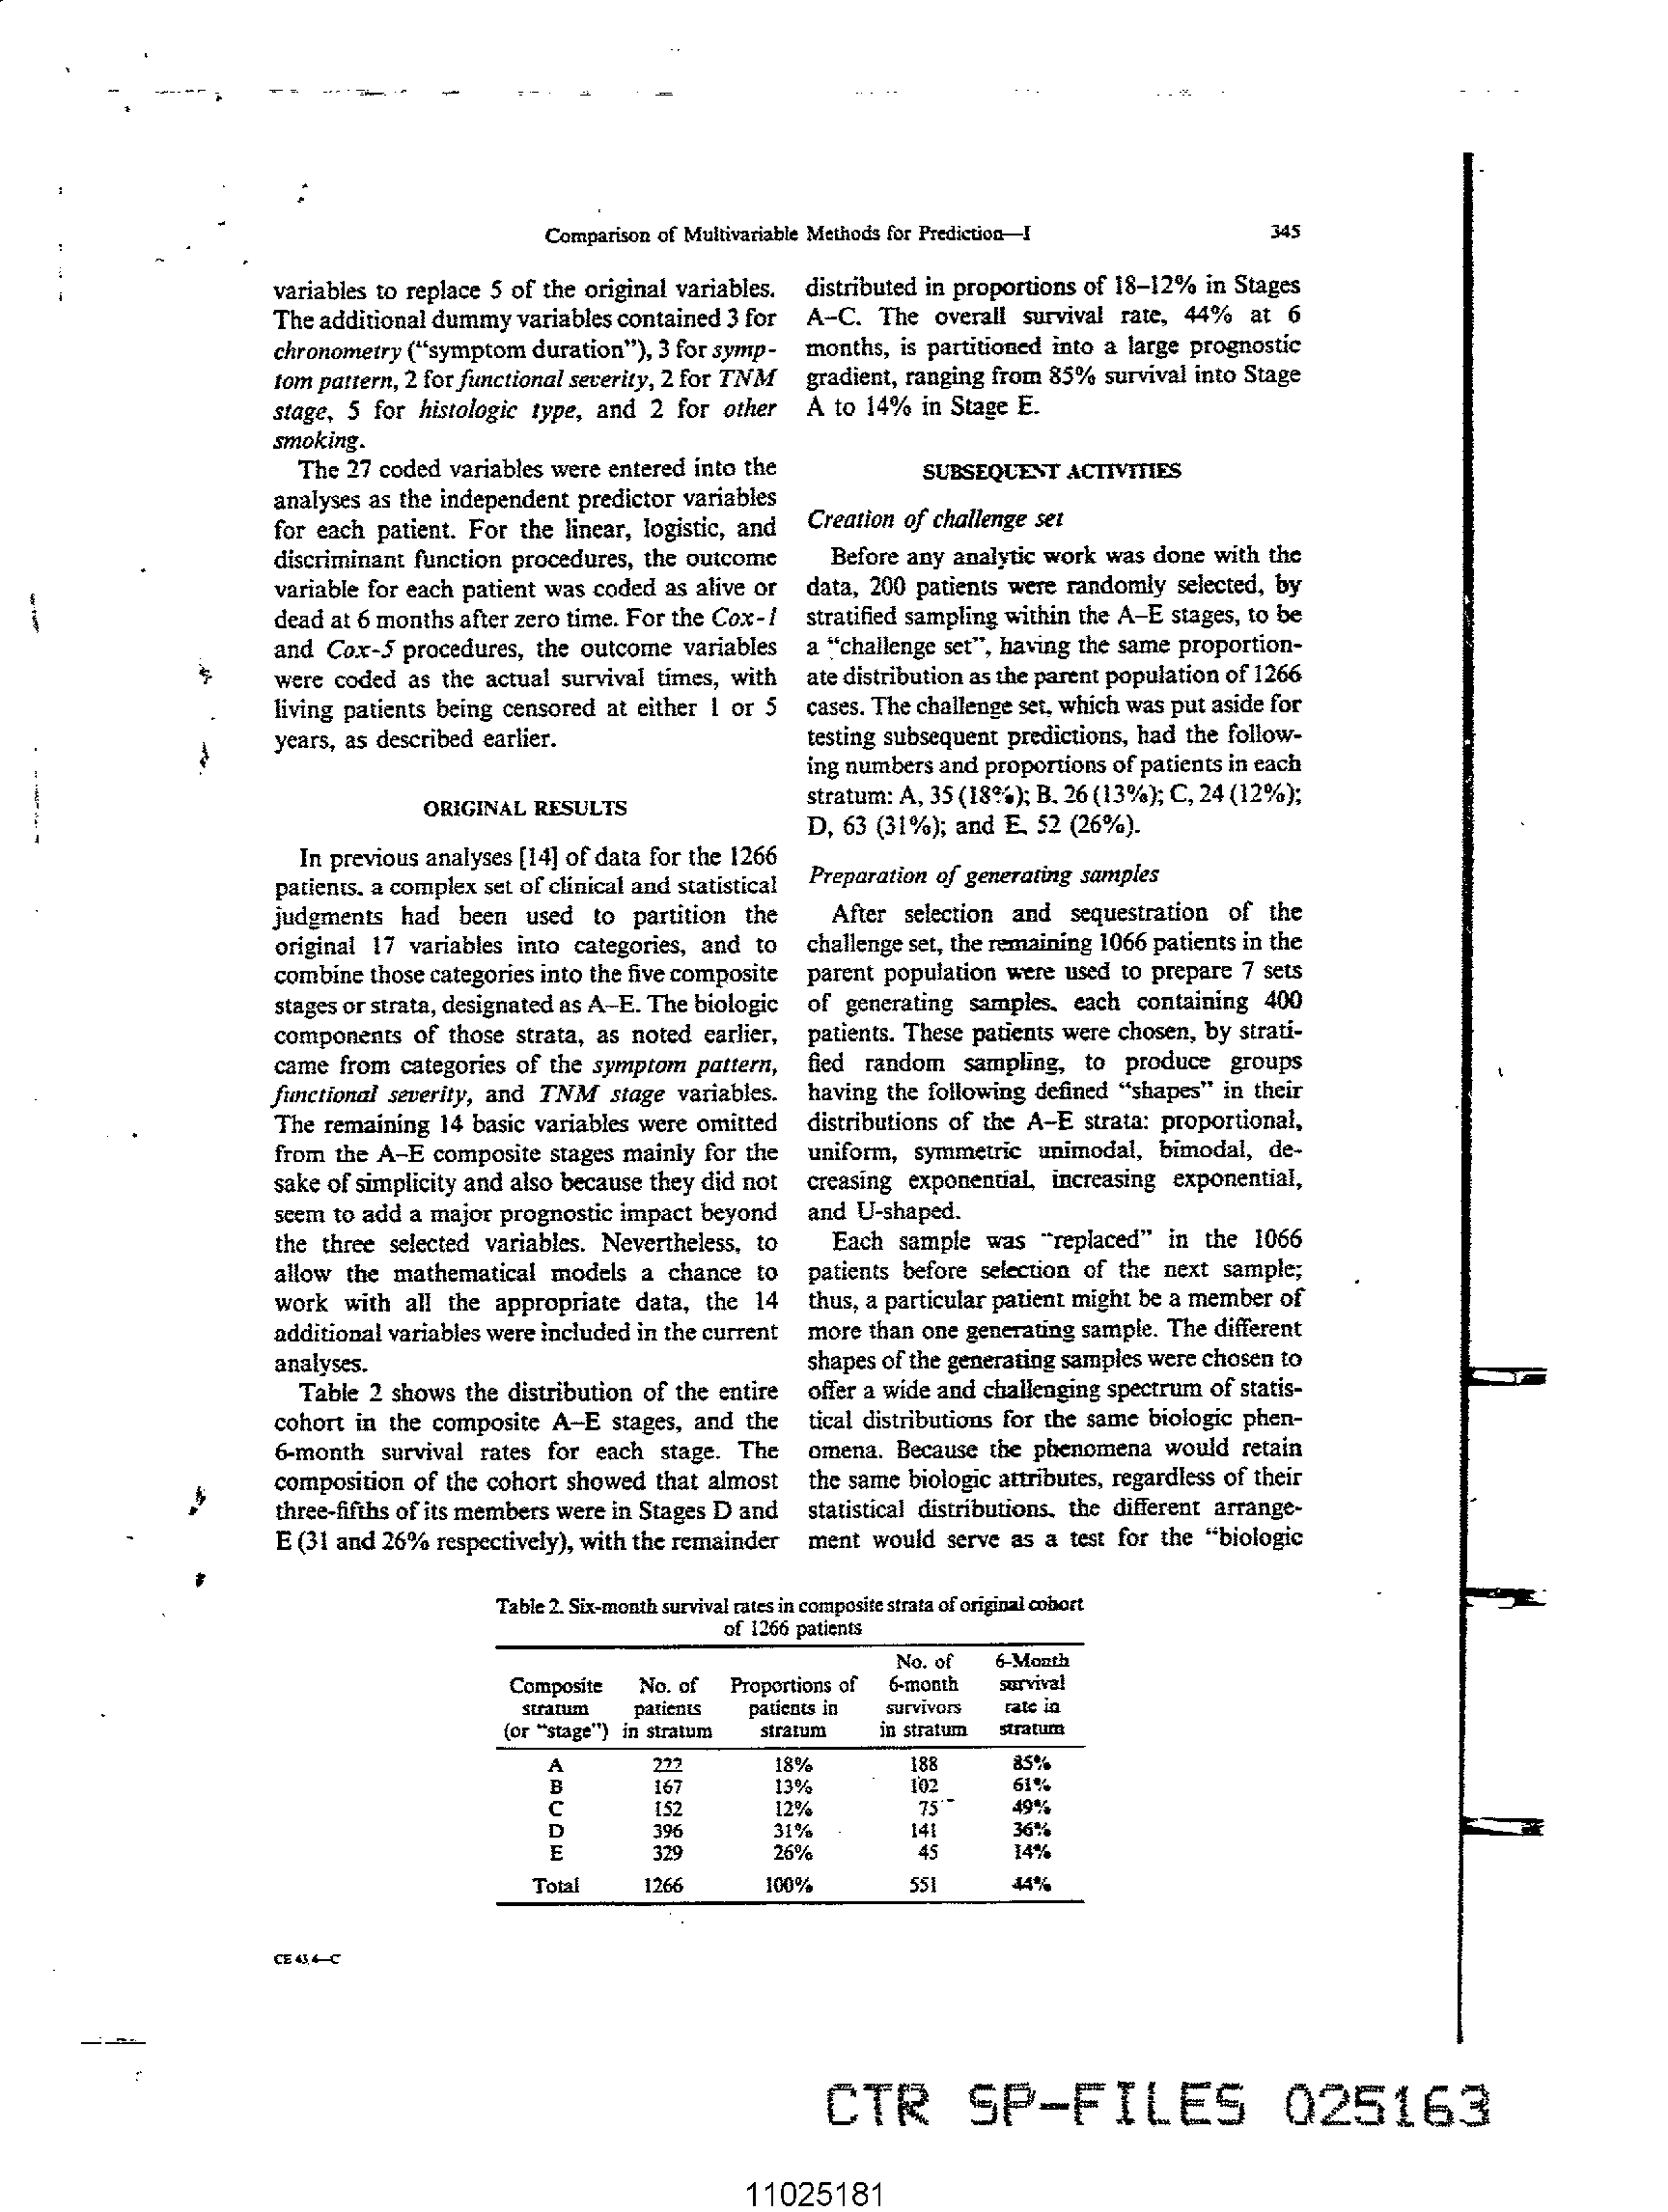 Comparison of Multivariable Methods for Prediction—I
345
variables to replace 5 of the original variables.
The additional dummy variables contained 3 for
chronometry ("symptom duration"), 3 for symp-
tom pattern, 2 for functional severity, 2 for TNM
stage, 5 for histologic type, and 2 for other
smoking.
The 27 coded variables were entered into the
analyses as the independent predictor variables
for each patient. For the linear, logistic, and
discriminant function procedures, the outcome
variable for each patient was coded as alive or
dead at 6 months after zero time. For the Cox-1
and Cox-5 procedures, the outcome variables
were coded as the actual survival times, with
living patients being censored at either 1 or 5
years, as described earlier.
ORIGINAL RESULTS
In previous analyses [14] of data for the 1266
patients, a complex set of clinical and statistical
judgments had been used to partition the
original 17 variables into categories, and to
combine those categories into the five composite
stages or strata, designated as A–E. The biologic
components of those strata, as noted earlier,
came from categories of the symptom pattern,
functional severity, and TNM stage variables.
The remaining 14 basic variables were omitted
from the A–E composite stages mainly for the
sake of simplicity and also because they did not
seem to add a major prognostic impact beyond
the three selected variables. Nevertheless, to
allow the mathematical models a chance to
work with all the appropriate data, the 14
additional variables were included in the current
analyses.
Table 2 shows the distribution of the entire
cohort in the composite A–E stages, and the
6-month survival rates for each stage. The
composition of the cohort showed that almost
three-fifths of its members were in Stages D and
E (31 and 26% respectively), with the remainder
distributed in proportions of 18–12% in Stages
A–C. The overall survival rate, 44% at 6
months, is partitioned into a large prognostic
gradient, ranging from 85% survival into Stage
A to 14% in Stage E.
SUBSEQUENT ACTIVITIES
Creation of challenge set
Before any analytic work was done with the
data, 200 patients were randomly selected, by
stratified sampling within the A–E stages, to be
a "challenge set", having the same proportion-
ate distribution as the parent population of 1266
cases. The challenge set, which was put aside for
testing subsequent predictions, had the follow-
ing numbers and proportions of patients in each
stratum: A, 35 (18%); B, 26 (13%); C, 24 (12%);
D, 63 (31%); and E, 52 (26%).
Preparation of generating samples
After selection and sequestration of the
challenge set, the remaining 1066 patients in the
parent population were used to prepare 7 sets
of generating samples, each containing 400
patients. These patients were chosen, by strati-
fied random sampling, to produce groups
having the following defined "shapes" in their
distributions of the A–E strata: proportional,
uniform, symmetric unimodal, bimodal, de-
creasing exponential, increasing exponential,
and U-shaped.
Each sample was "replaced" in the 1066
patients before selection of the next sample;
thus, a particular patient might be a member of
more than one generating sample. The different
shapes of the generating samples were chosen to
offer a wide and challenging spectrum of statis-
tical distributions for the same biologic phen-
omena. Because the phenomena would retain
the same biologic attributes, regardless of their
statistical distributions, the different arrange-
ment would serve as a test for the "biologic
Table 2. Six-month survival rates in composite strata of original cohort
of 1266 patients
Composite stratum (or "stage") No. of patients in stratum Proportions of patients in stratum No. of 6-month survivors in stratum 6-Month survival rate in stratum
A 222 18% 188 85%
B 167 13% 102 61%
C 152 12% 75 49%
D 396 31% 141 36%
E 329 26% 45 14%
Total 1266 100% 551 44%
CE 43,4—C
CTR SP-FILES 025163
11025181